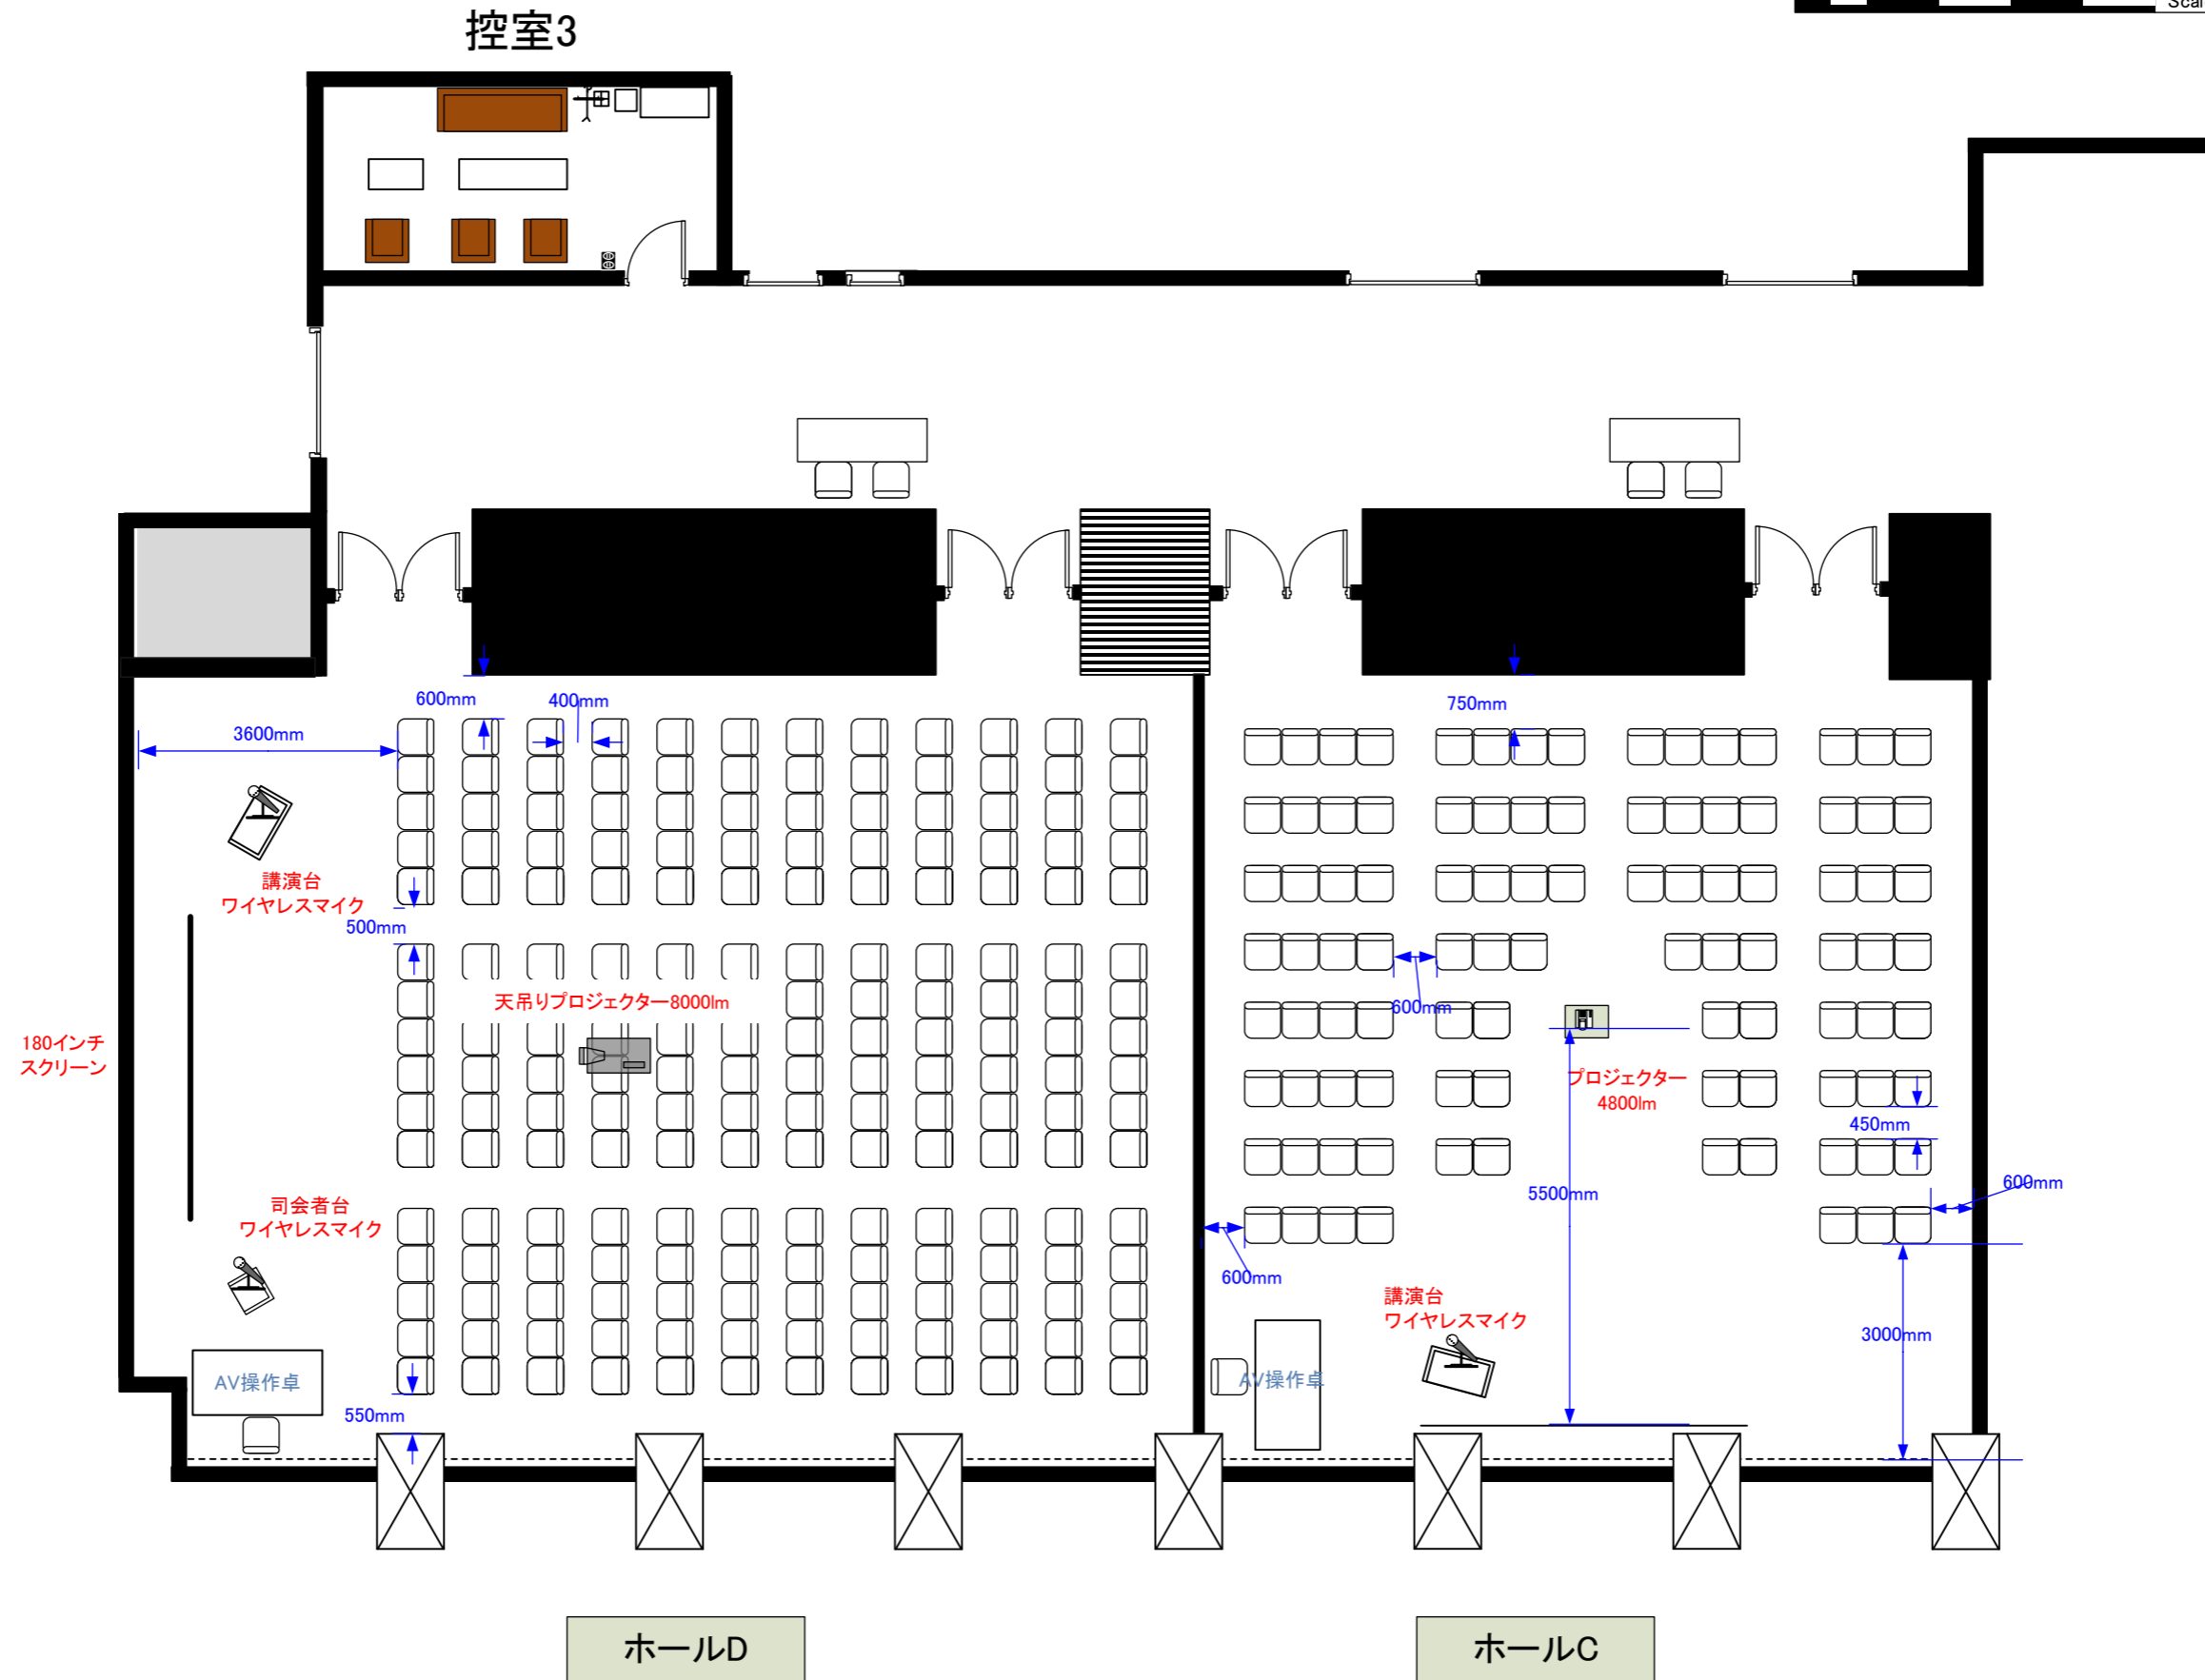 控室3
600mm
400mm
3600mm
講演台
ワイヤレスマイク
500mm
天吊りプロジェクター8000lm
180インチ
スクリーン
司会者台
ワイヤレスマイク
AV操作卓
550mm
750mm
600mm
プロジェクター
4800lm
450mm
5500mm
600mm
600mm
講演台
ワイヤレスマイク
3000mm
AV操作卓
ホールD
ホールC